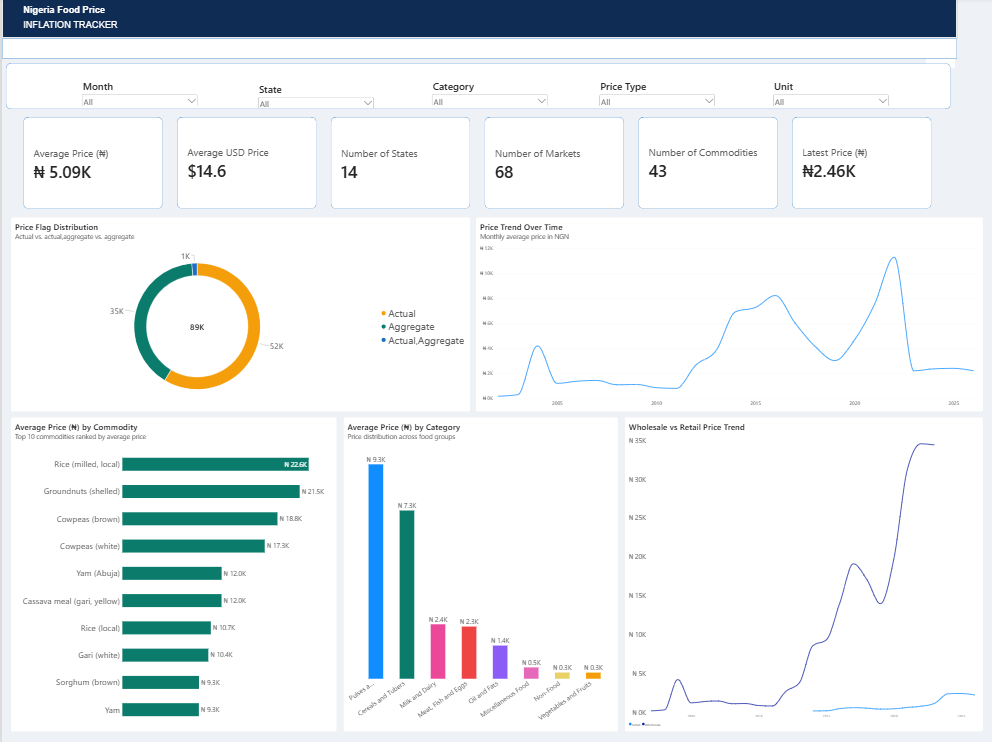 Nigeria Food Price
INFLATION TRACKER
Month
All
State
All
Category
All
Price Type
All
Unit
All
Average Price (₦)
₦ 5.09K
Average USD Price
$14.6
Number of States
14
Number of Markets
68
Number of Commodities
43
Latest Price (₦)
₦2.46K
Price Flag Distribution
Actual vs. actual,aggregate vs. aggregate
1K
35K
89K
52K
Actual
Aggregate
Actual,Aggregate
Price Trend Over Time
Monthly average price in NGN
₦ 12K
₦ 10K
₦ 8K
₦ 6K
₦ 4K
₦ 2K
₦ 0K
2005
2010
2015
2020
2025
Average Price (₦) by Commodity
Top 10 commodities ranked by average price
Rice (milled, local)
₦ 22.6K
Groundnuts (shelled)
₦ 21.5K
Cowpeas (brown)
₦ 18.8K
Cowpeas (white)
₦ 17.3K
Yam (Abuja)
₦ 12.0K
Cassava meal (gari, yellow)
₦ 12.0K
Rice (local)
₦ 10.7K
Gari (white)
₦ 10.4K
Sorghum (brown)
₦ 9.3K
Yam
₦ 9.3K
Average Price (₦) by Category
Price distribution across food groups
₦ 9.3K
₦ 7.3K
₦ 2.4K
₦ 2.3K
₦ 1.4K
₦ 0.5K
₦ 0.3K
₦ 0.3K
Pulses a...
Cereals and Tubers
Milk and Dairy
Meat, Fish and Eggs
Oil and Fats
Miscellaneous Food
Non-Food
Vegetables and Fruits
Wholesale vs Retail Price Trend
₦ 35K
₦ 30K
₦ 25K
₦ 20K
₦ 15K
₦ 10K
₦ 5K
₦ 0K